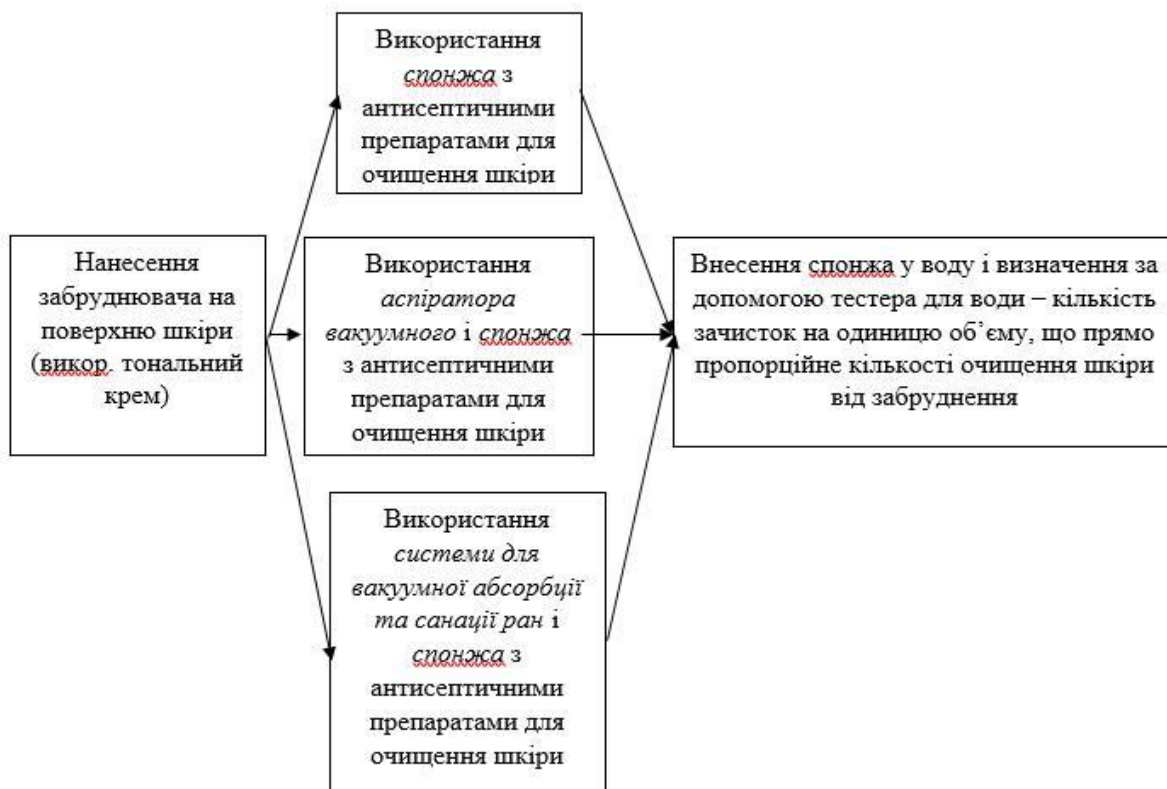 Нанесення
забруднювача на
поверхню шкіри
(викор. тональний
крем)
Використання
спонжа з
антисептичними
препаратами для
очищення шкіри
Використання
аспіратора
вакуумного і спонжа
з антисептичними
препаратами для
очищення шкіри
Використання
системи для
вакуумної абсорбції
та санації ран і
спонжа з
антисептичними
препаратами для
очищення шкіри
Внесення спонжа у воду і визначення за
допомогою тестера для води – кількість
зачисток на одиницю об’єму, що прямо
пропорційне кількості очищення шкіри
від забруднення